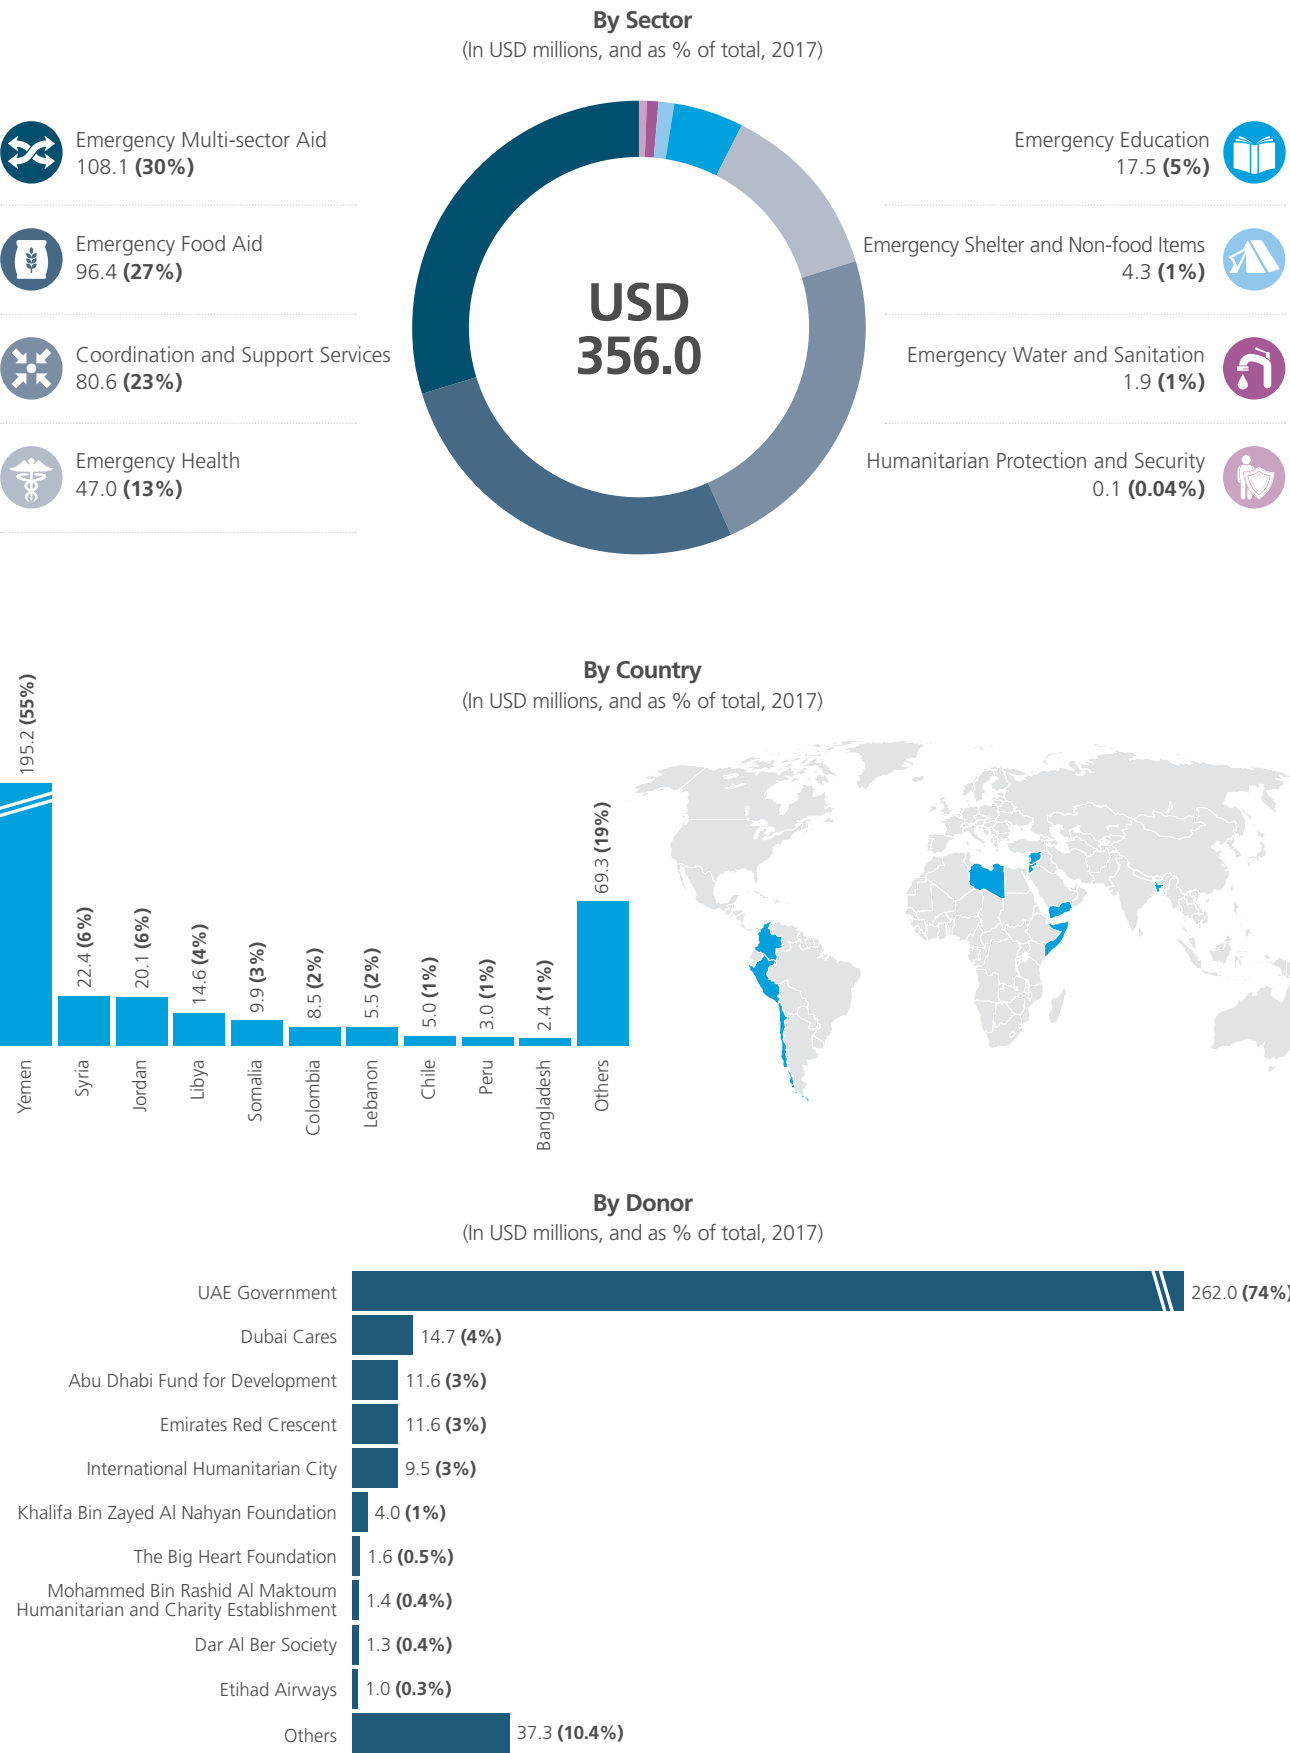 By Sector
(In USD millions, and as % of total, 2017)
Emergency Multi-sector Aid
108.1 (30%)
Emergency Food Aid
96.4 (27%)
Coordination and Support Services
80.6 (23%)
Emergency Health
47.0 (13%)
USD
356.0
Emergency Education
17.5 (5%)
Emergency Shelter and Non-food Items
4.3 (1%)
Emergency Water and Sanitation
1.9 (1%)
Humanitarian Protection and Security
0.1 (0.04%)
By Country
(In USD millions, and as % of total, 2017)
195.2 (55%)
22.4 (6%)
20.1 (6%)
14.6 (4%)
9.9 (3%)
8.5 (2%)
5.5 (2%)
5.0 (1%)
3.0 (1%)
2.4 (1%)
69.3 (19%)
Yemen
Syria
Jordan
Libya
Somalia
Colombia
Lebanon
Chile
Peru
Bangladesh
Others
By Donor
(In USD millions, and as % of total, 2017)
UAE Government
262.0 (74%)
Dubai Cares
14.7 (4%)
Abu Dhabi Fund for Development
11.6 (3%)
Emirates Red Crescent
11.6 (3%)
International Humanitarian City
9.5 (3%)
Khalifa Bin Zayed Al Nahyan Foundation
4.0 (1%)
The Big Heart Foundation
1.6 (0.5%)
Mohammed Bin Rashid Al Maktoum
Humanitarian and Charity Establishment
1.4 (0.4%)
Dar Al Ber Society
1.3 (0.4%)
Etihad Airways
1.0 (0.3%)
Others
37.3 (10.4%)